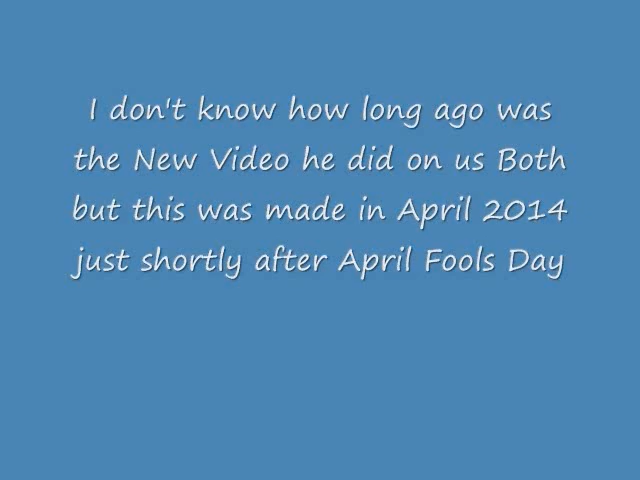 I don't know how long ago was
the New Video he did on us Both
but this was made in April 2014
just shortly after April Fools Day